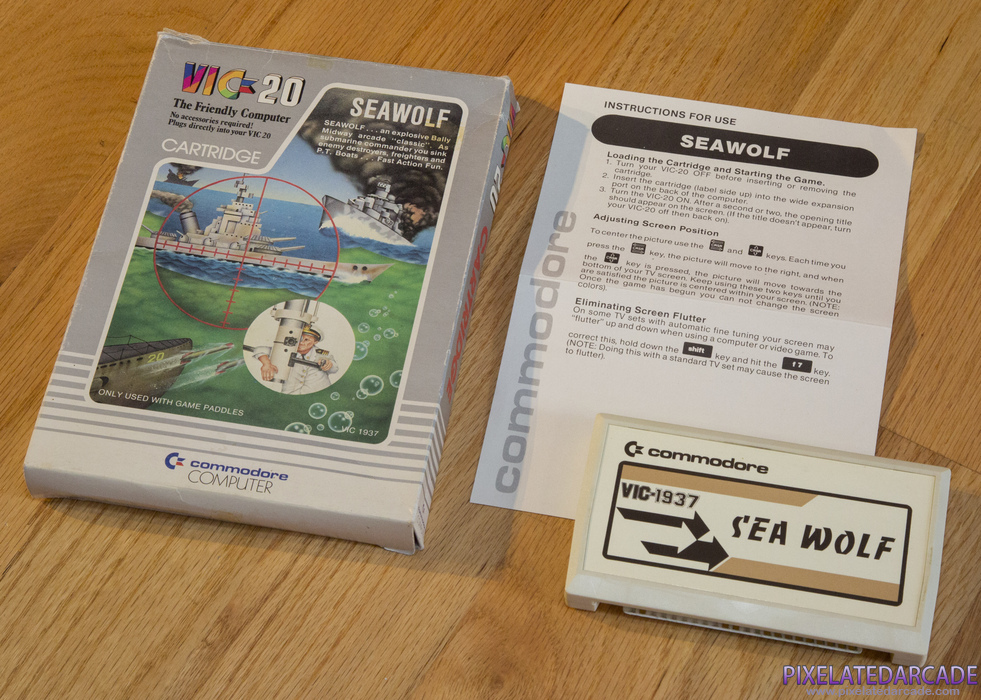 VIC-20
The Friendly Computer
No accessories required!
Plugs directly into your VIC 20
CARTRIDGE
SEAWOLF
SEAWOLF . . . an explosive Bally
Midway arcade "classic". As
submarine commander you sink
enemy destroyers, freighters and
P.T. Boats . . . Fast Action Fun.
20
ONLY USED WITH GAME PADDLES
VIC 1937
commodore
COMPUTER
INSTRUCTIONS FOR USE
SEAWOLF
Loading the Cartridge and Starting the Game.
1. Turn your VIC-20 OFF before inserting or removing the
cartridge.
2. Insert the cartridge (label side up) into the wide expansion
port on the back of the computer.
3. Turn the VIC-20 ON. After a second or two, the opening title
should appear on the screen. (If the title doesn't appear, turn
your VIC-20 off then back on).
Adjusting Screen Position
To center the picture use the and keys. Each time you
press the key, the picture will move to the right, and when
the key is pressed, the picture will move towards the
bottom of your TV screen. Keep using these two keys until you
are satisfied the picture is centered within your screen. (NOTE:
Once the game has begun you can not change the screen
colors).
Eliminating Screen Flutter
On some TV sets with automatic fine tuning your screen may
"flutter" up and down when using a computer or video game. To
correct this, hold down the shift key and hit the f 7 key.
(NOTE: Doing this with a standard TV set may cause the screen
to flutter).
commodore
commodore
VIC-1937
SEA WOLF
PIXELATEDARCADE
www.pixelatedarcade.com